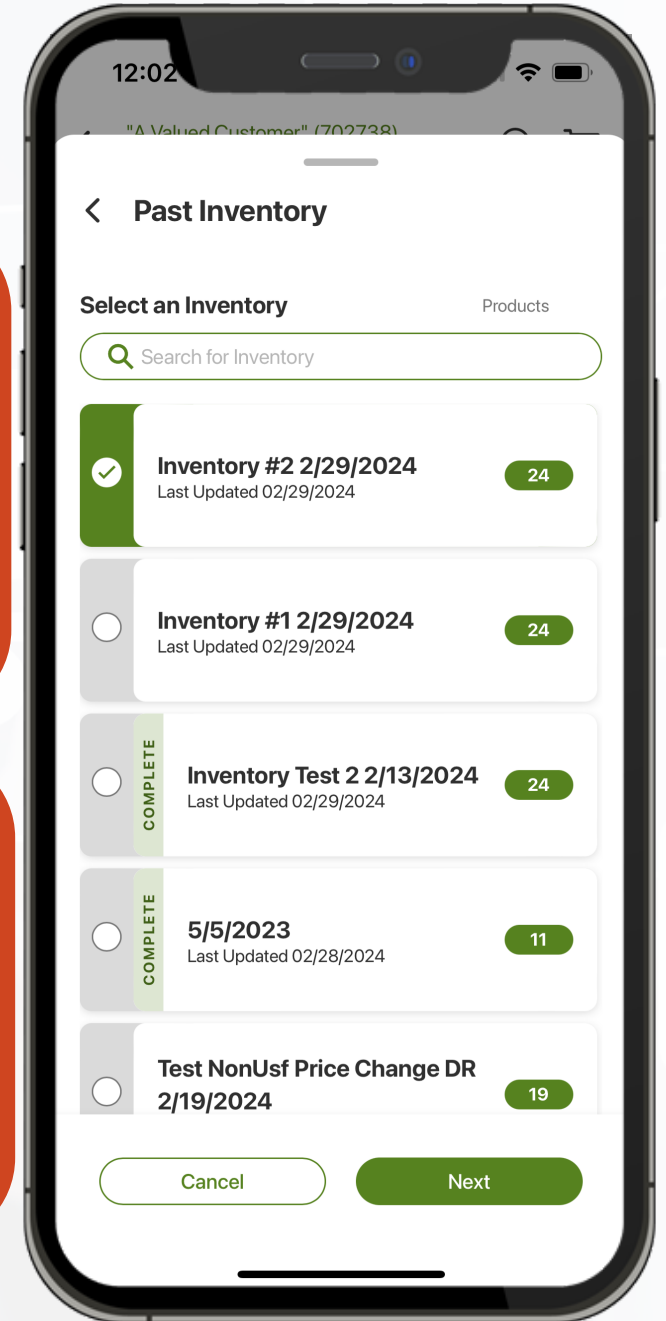 12:02
"A Valued Customer" (702738)
Past Inventory
Select an Inventory
Products
Search for Inventory
Inventory #2 2/29/2024
Last Updated 02/29/2024
24
Inventory #1 2/29/2024
Last Updated 02/29/2024
24
COMPLETE
Inventory Test 2 2/13/2024
Last Updated 02/29/2024
24
COMPLETE
5/5/2023
Last Updated 02/28/2024
11
Test NonUsf Price Change DR
2/19/2024
19
Cancel
Next